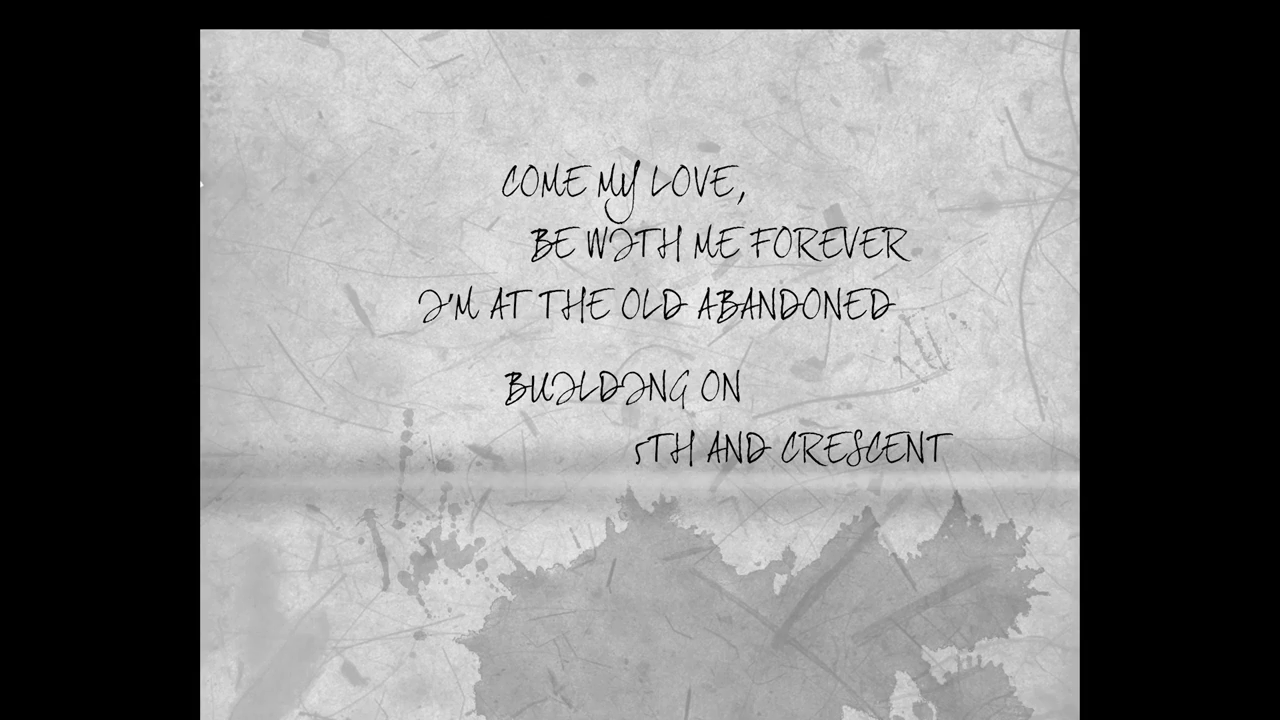 COME MY LOVE,
BE WITH ME FOREVER
I'M AT THE OLD ABANDONED
BUILDING ON
5TH AND CRESCENT